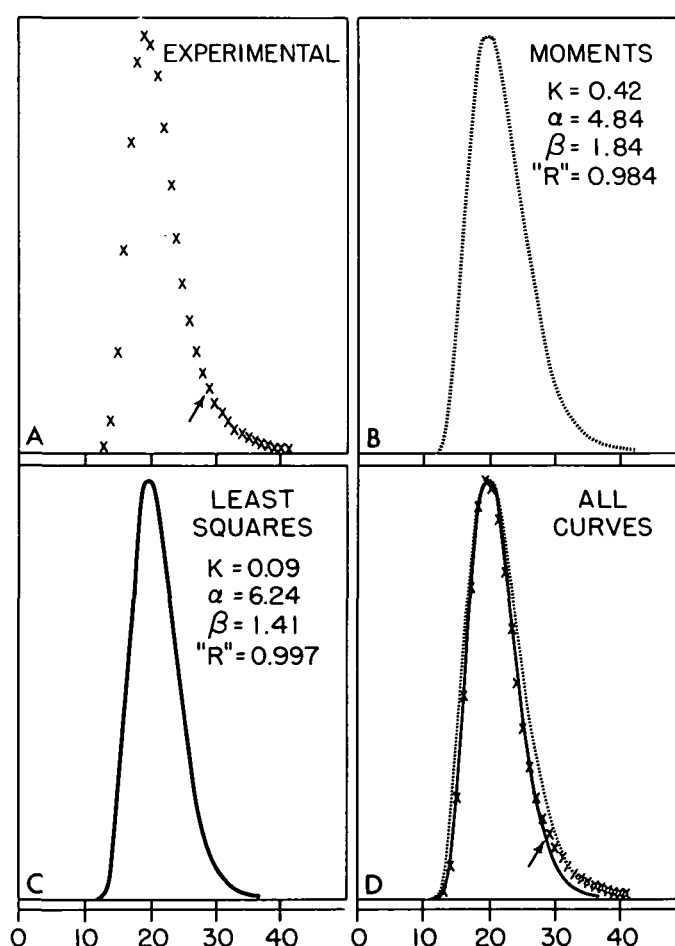 EXPERIMENTAL
A
MOMENTS
K = 0.42
α = 4.84
β = 1.84
"R" = 0.984
B
LEAST
SQUARES
K = 0.09
α = 6.24
β = 1.41
"R" = 0.997
C
ALL
CURVES
D
0 10 20 30 40 0 10 20 30 40